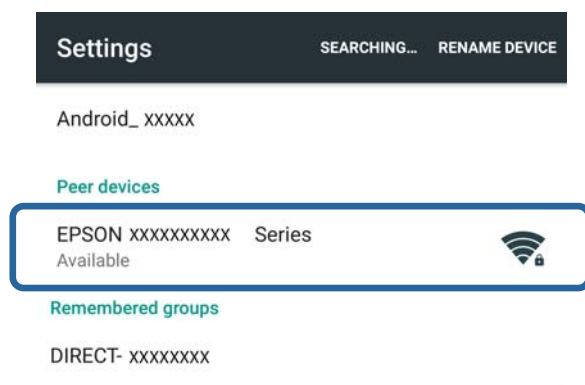 Settings SEARCHING... RENAME DEVICE
Android_ xxxxx
Peer devices
EPSON xxxxxxxxxx Series
Available
Remembered groups
DIRECT- xxxxxxxx